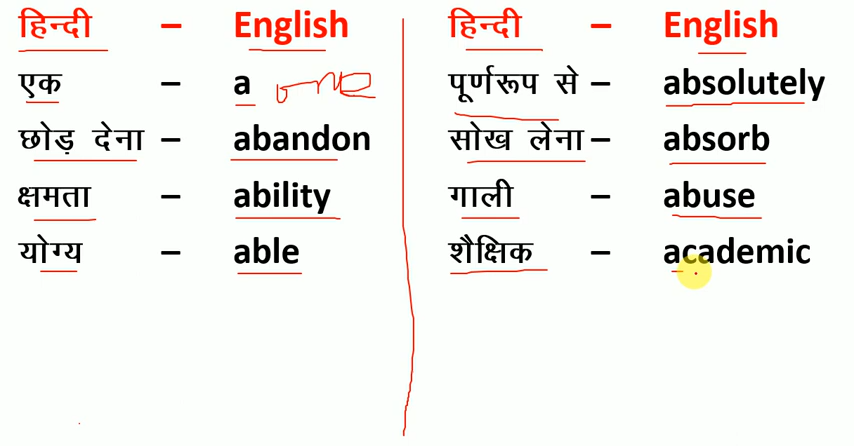 हिन्दी – English
एक – a one
छोड़ देना – abandon
क्षमता – ability
योग्य – able
हिन्दी – English
पूर्णरूप से – absolutely
सोख लेना – absorb
गाली – abuse
शैक्षिक – academic